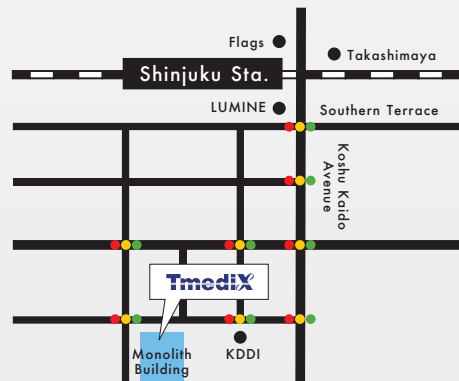 Flags
Takashimaya
Shinjuku Sta.
LUMINE
Southern Terrace
Koshu Kaido
Avenue
TmediX
Monolith
Building
KDDI